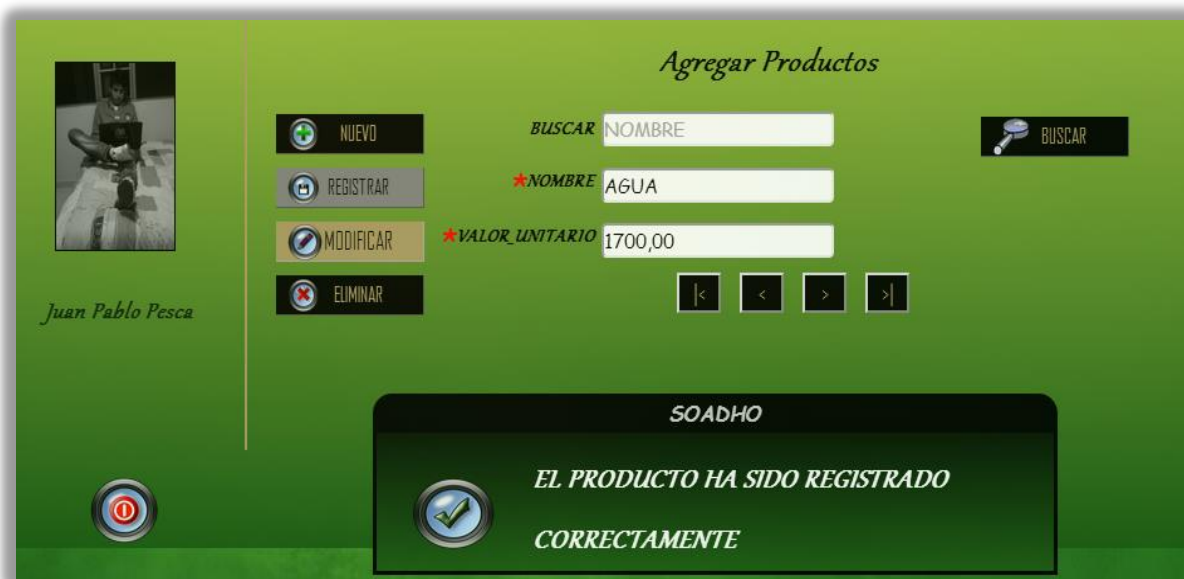 Agregar Productos
NUEVO
BUSCAR NOMBRE
BUSCAR
REGISTRAR
*NOMBRE AGUA
MODIFICAR
*VALOR_UNITARIO 1700,00
ELIMINAR
|< < > >|
Juan Pablo Pesca
SOADHO
EL PRODUCTO HA SIDO REGISTRADO
CORRECTAMENTE